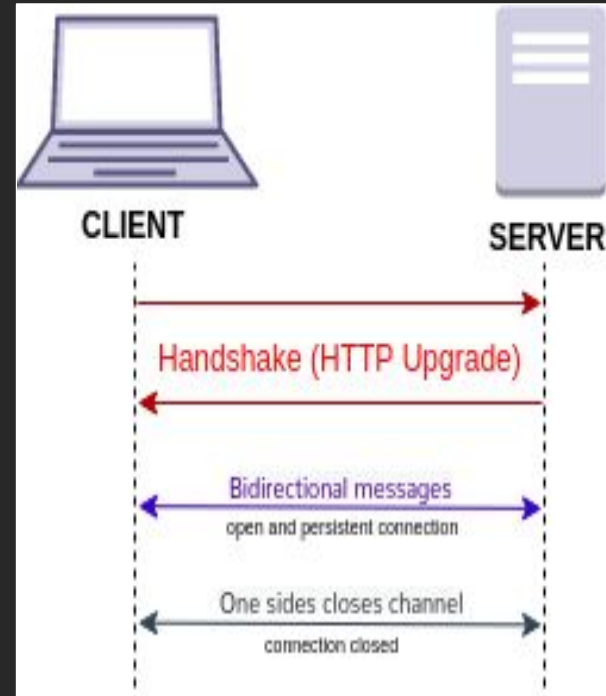 CLIENT
SERVER
Handshake (HTTP Upgrade)
Bidirectional messages
open and persistent connection
One sides closes channel
connection closed